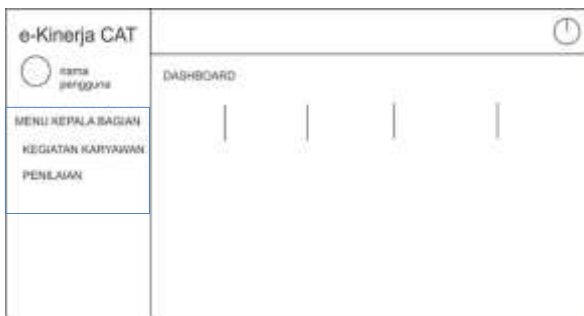 e-Kinerja CAT
nama
pengguna
DASHBOARD
MENU KEPALA BAGIAN
KEGIATAN KARYAWAN
PENILAIAN